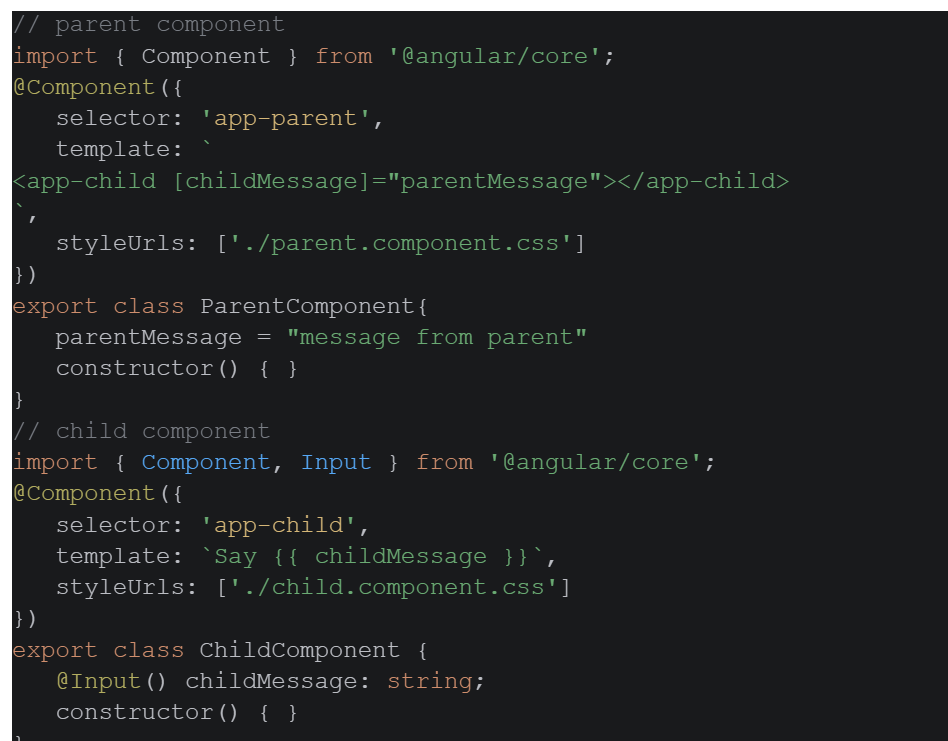 // parent component
import { Component } from '@angular/core';
@Component({
   selector: 'app-parent',
   template: `
<app-child [childMessage]="parentMessage"></app-child>
`,
   styleUrls: ['./parent.component.css']
})
export class ParentComponent{
   parentMessage = "message from parent"
   constructor() { }
}
// child component
import { Component, Input } from '@angular/core';
@Component({
   selector: 'app-child',
   template: `Say {{ childMessage }}`,
   styleUrls: ['./child.component.css']
})
export class ChildComponent {
   @Input() childMessage: string;
   constructor() { }
}